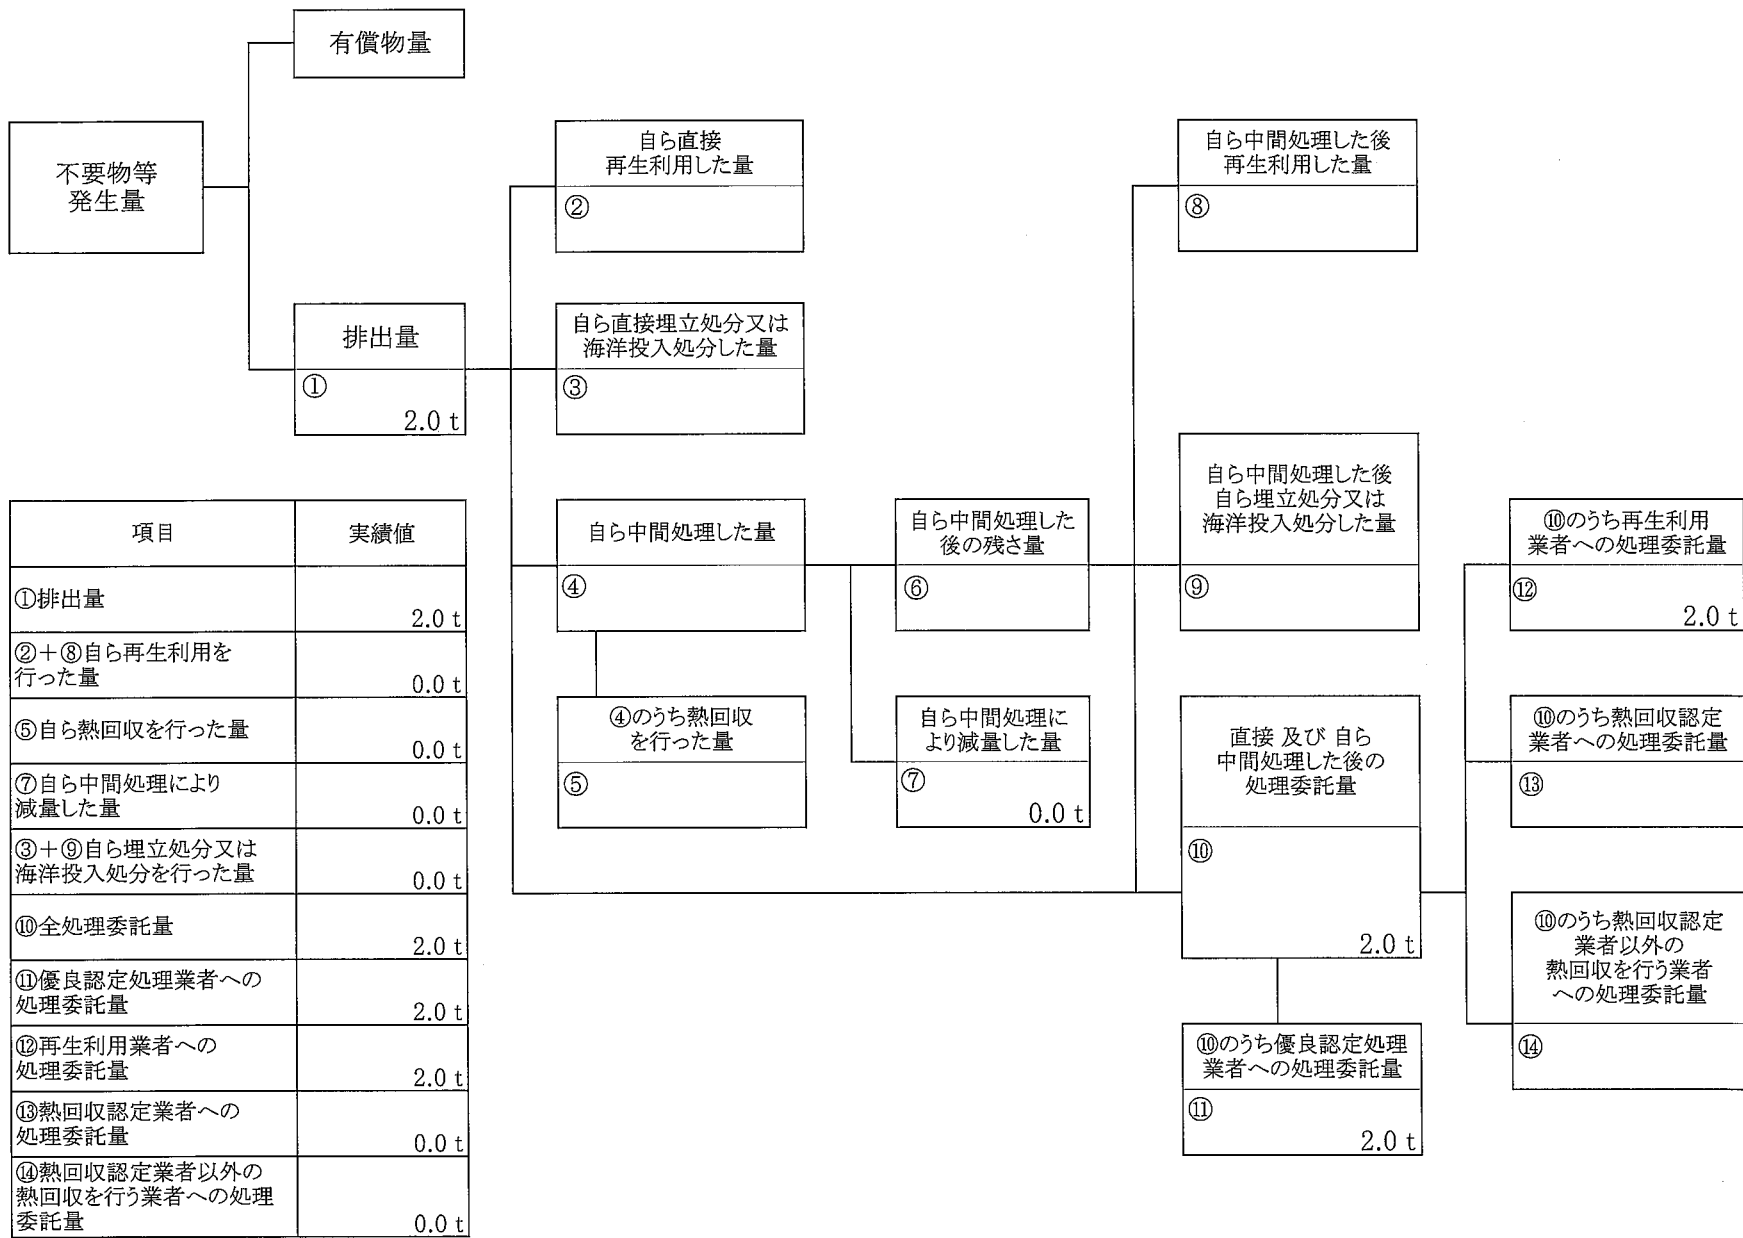 有償物量
不要物等
発生量
自ら直接
再生利用した量
②
自ら中間処理した後
再生利用した量
⑧
排出量
①
2.0 t
自ら直接埋立処分又は
海洋投入処分した量
③
自ら中間処理した量
④
自ら中間処理した
後の残さ量
⑥
自ら中間処理した後
自ら埋立処分又は
海洋投入処分した量
⑨
⑩のうち再生利用
業者への処理委託量
⑫
2.0 t
④のうち熱回収
を行った量
⑤
自ら中間処理に
より減量した量
⑦
0.0 t
直接 及び 自ら
中間処理した後の
処理委託量
⑩
2.0 t
⑩のうち熱回収認定
業者への処理委託量
⑬
⑩のうち熱回収認定
業者以外の
熱回収を行う業者
への処理委託量
⑭
⑩のうち優良認定処理
業者への処理委託量
⑪
2.0 t
項目 実績値
①排出量
2.0 t
②＋⑧自ら再生利用を
行った量
0.0 t
⑤自ら熱回収を行った量
0.0 t
⑦自ら中間処理により
減量した量
0.0 t
③＋⑨自ら埋立処分又は
海洋投入処分を行った量
0.0 t
⑩全処理委託量
2.0 t
⑪優良認定処理業者への
処理委託量
2.0 t
⑫再生利用業者への
処理委託量
2.0 t
⑬熱回収認定業者への
処理委託量
0.0 t
⑭熱回収認定業者以外の
熱回収を行う業者への処理
委託量
0.0 t